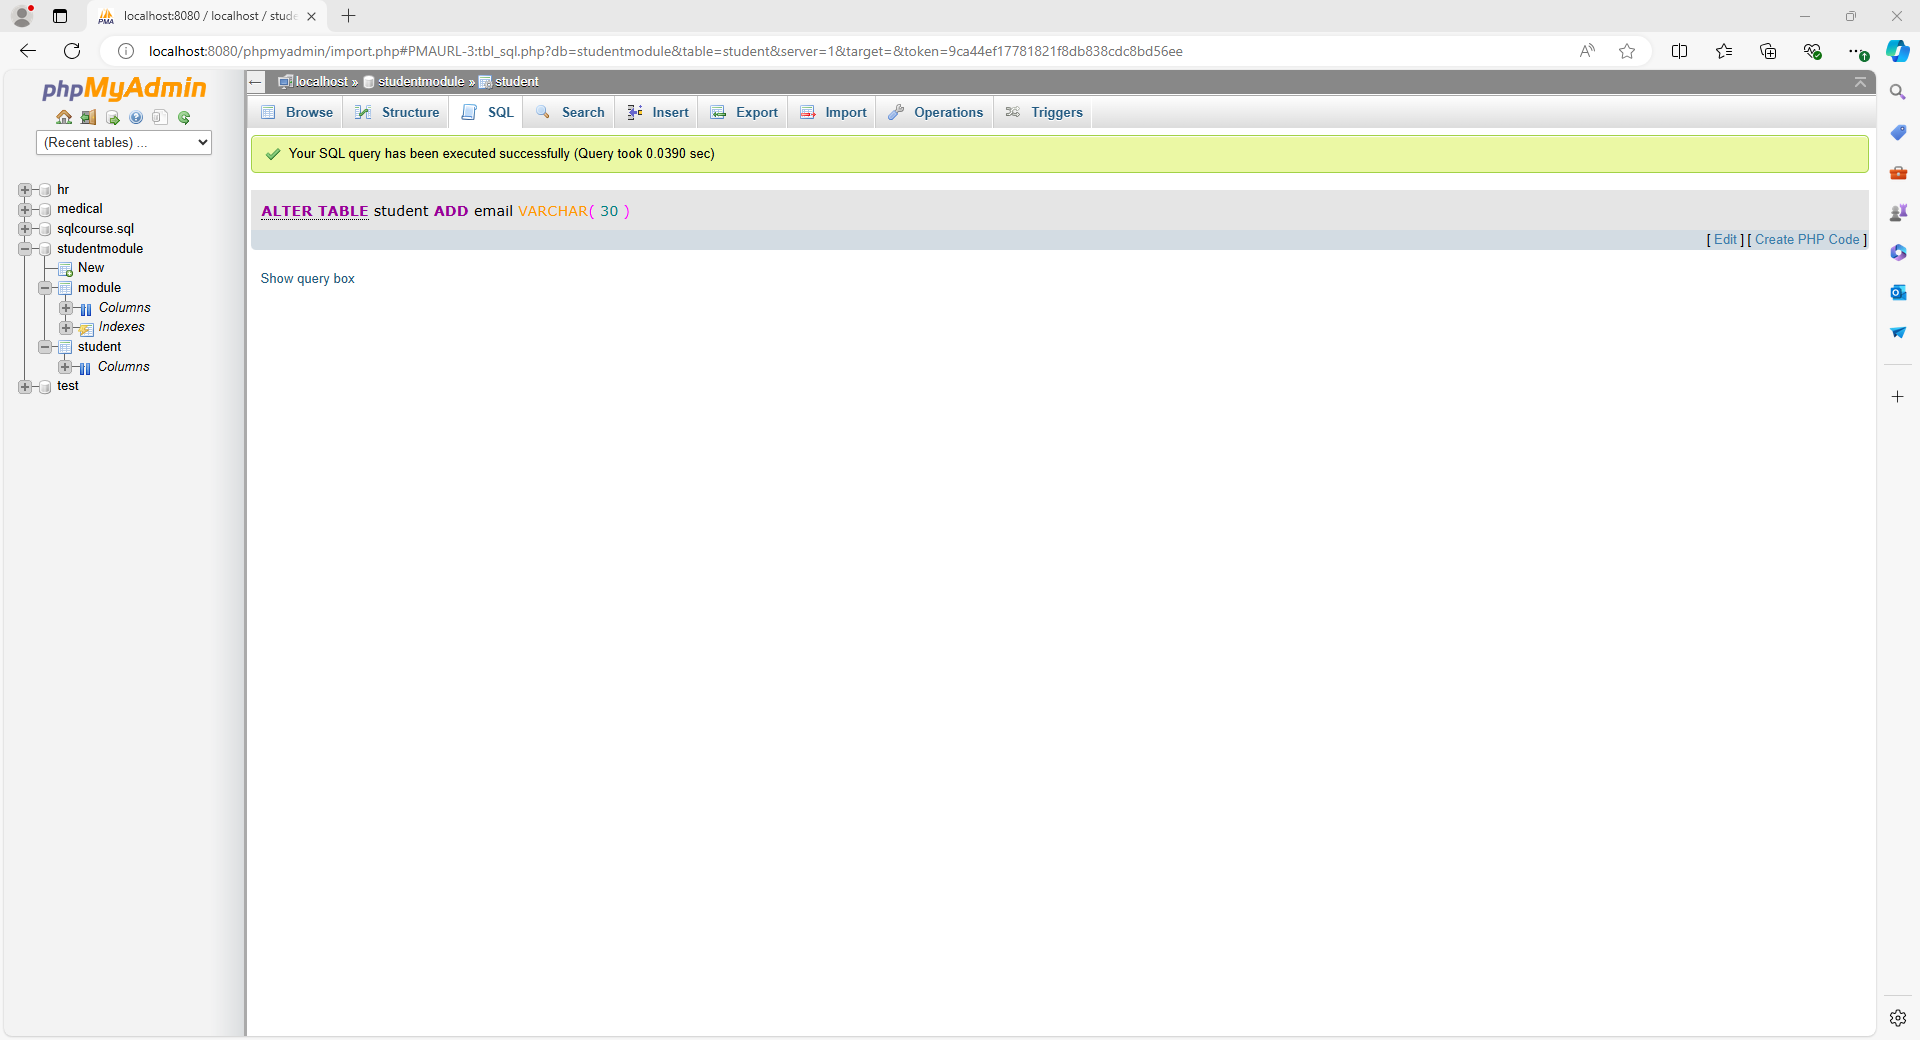 localhost:8080 / localhost / stude
localhost:8080/phpmyadmin/import.php#PMAURL-3:tbl_sql.php?db=studentmodule&table=student&server=1&target=&token=9ca44ef17781821f8db838cdc8bd56ee
phpMyAdmin
(Recent tables) ...
hr
medical
sqlcourse.sql
studentmodule
New
module
Columns
Indexes
student
Columns
test
localhost » studentmodule » student
Browse Structure SQL Search Insert Export Import Operations Triggers
Your SQL query has been executed successfully (Query took 0.0390 sec)
ALTER TABLE student ADD email VARCHAR( 30 )
[ Edit ] [ Create PHP Code ]
Show query box